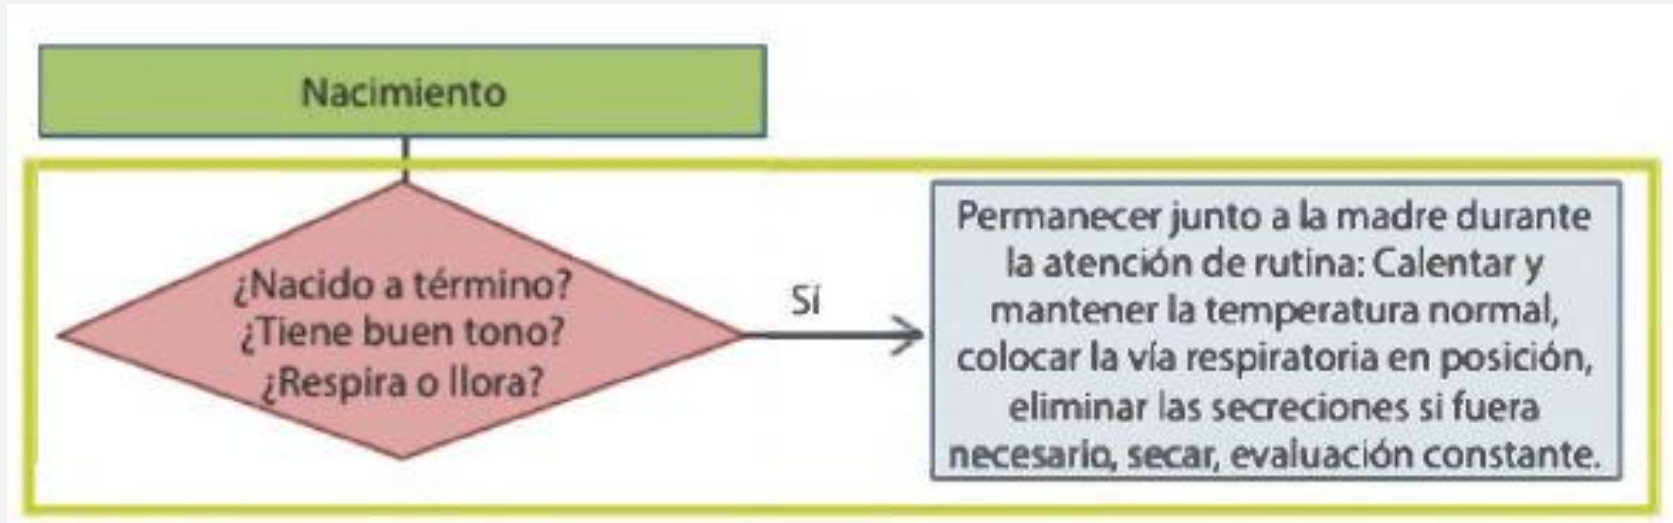 Nacimiento
¿Nacido a término?
¿Tiene buen tono?
¿Respira o llora?
Sí
Permanecer junto a la madre durante
la atención de rutina: Calentar y
mantener la temperatura normal,
colocar la vía respiratoria en posición,
eliminar las secreciones si fuera
necesario, secar, evaluación constante.